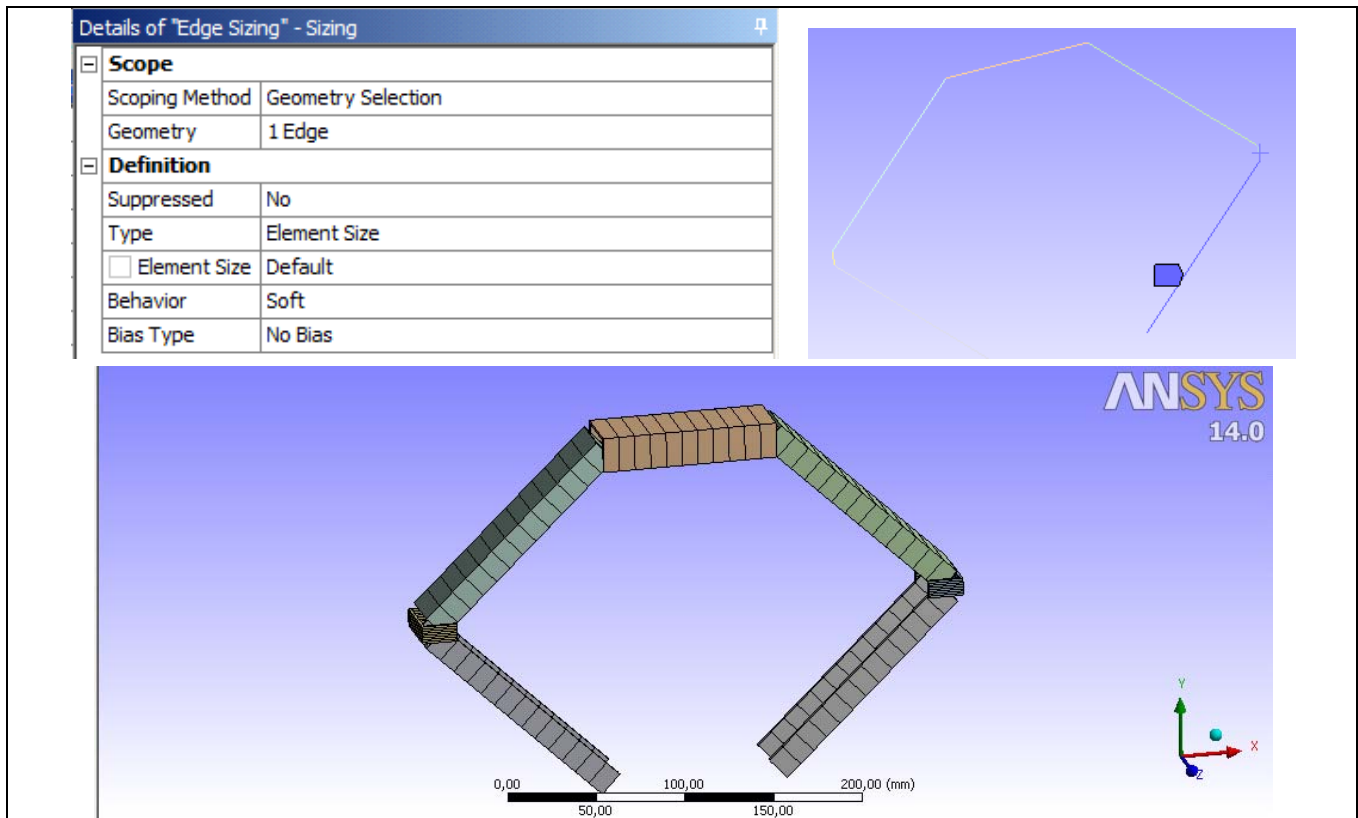 Details of "Edge Sizing" - Sizing
Scope
Scoping Method Geometry Selection
Geometry 1 Edge
Definition
Suppressed No
Type Element Size
Element Size Default
Behavior Soft
Bias Type No Bias
ANSYS
14.0
Y
X
Z
0,00 100,00 200,00 (mm)
50,00 150,00